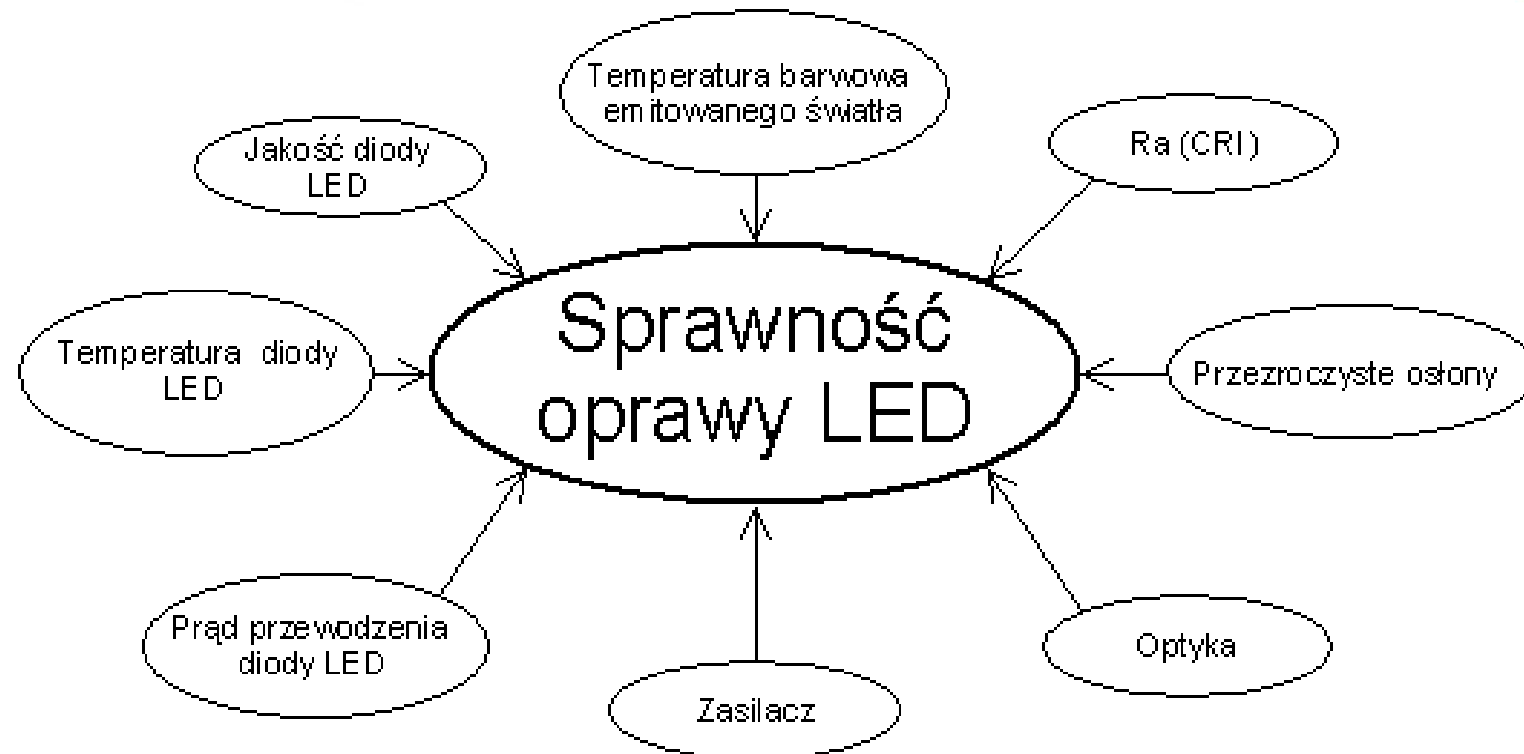 Temperatura barwowa
emitowanego światła
Jakość diody
LED
Ra (CRI)
Sprawność
oprawy LED
Temperatura diody
LED
Przezroczyste osłony
Prąd przewodzenia
diody LED
Optyka
Zasilacz